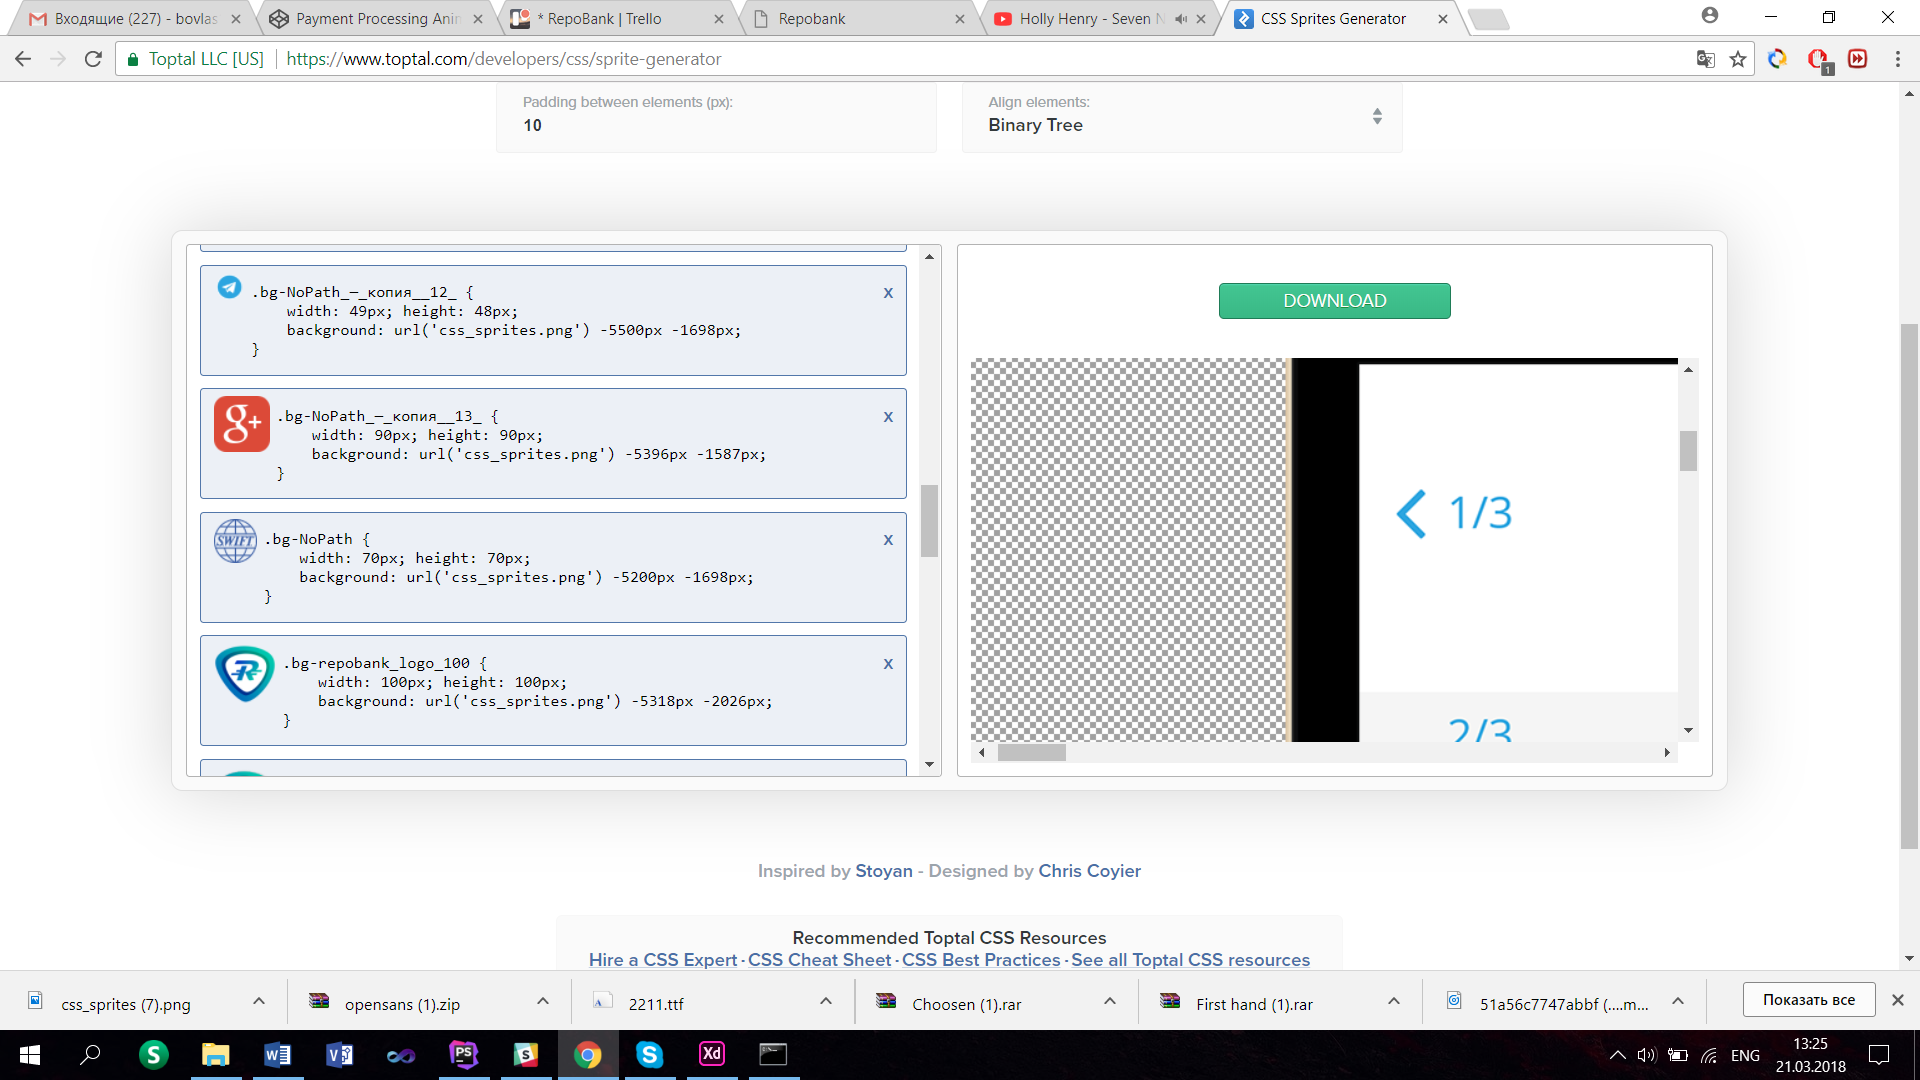 Входящие (227) - bovlas
Payment Processing Anim
* RepoBank | Trello
Repobank
Holly Henry - Seven N
CSS Sprites Generator
Toptal LLC [US]
https://www.toptal.com/developers/css/sprite-generator
1
Padding between elements (px):
10
Align elements:
Binary Tree
.bg-NoPath_—_копия__12_ {
width: 49px; height: 48px;
background: url('css_sprites.png') -5500px -1698px;
}
x
g+
.bg-NoPath_—_копия__13_ {
width: 90px; height: 90px;
background: url('css_sprites.png') -5396px -1587px;
}
x
SWIFT
.bg-NoPath {
width: 70px; height: 70px;
background: url('css_sprites.png') -5200px -1698px;
}
x
R
.bg-repobank_logo_100 {
width: 100px; height: 100px;
background: url('css_sprites.png') -5318px -2026px;
}
x
DOWNLOAD
1/3
2/3
Inspired by Stoyan - Designed by Chris Coyier
Recommended Toptal CSS Resources
Hire a CSS Expert · CSS Cheat Sheet · CSS Best Practices · See all Toptal CSS resources
css_sprites (7).png
opensans (1).zip
2211.ttf
Choosen (1).rar
First hand (1).rar
51a56c7747abbf (....m...
Показать все
S
PS
Xd
ENG
13:25
21.03.2018